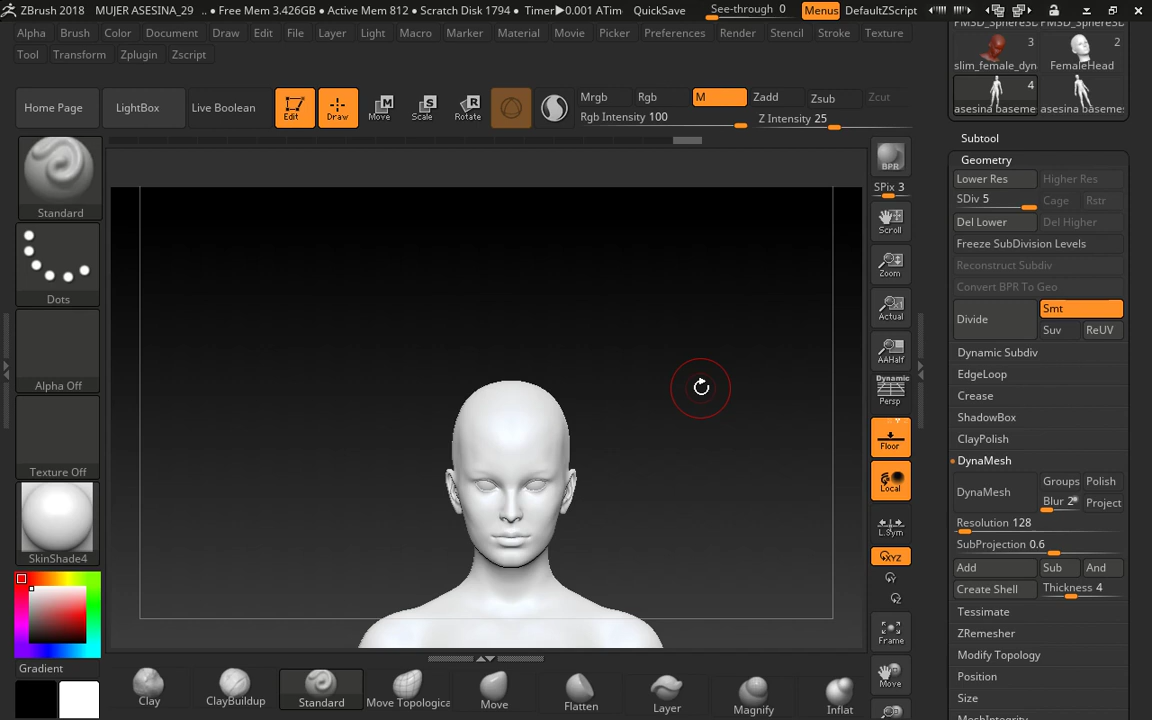 ZBrush 2018 MUJER ASESINA_29 .. • Free Mem 3.426GB • Active Mem 812 • Scratch Disk 1794 • Timer▶0.001 ATim QuickSave See-through 0 Menus DefaultZScript
Alpha Brush Color Document Draw Edit File Layer Light Macro Marker Material Movie Picker Preferences Render Stencil Stroke Texture
Tool Transform Zplugin Zscript
Home Page LightBox Live Boolean Edit Draw Move Scale Rotate
Mrgb Rgb M Zadd Zsub Zcut
Rgb Intensity 100 Z Intensity 25
Standard
Dots
Alpha Off
Texture Off
SkinShade4
Gradient
BPR
SPix 3
Scroll
Zoom
Actual
AAHalf
Dynamic
Persp
Floor
Local
L.Sym
XYZ
Frame
Move
Clay ClayBuildup Standard Move Topologica Move Flatten Layer Magnify Inflat
PM3D_Sphere3D PM3D_Sphere3D
3 2
slim_female_dyn FemaleHead
4
asesina baseme asesina baseme
Subtool
Geometry
Lower Res Higher Res
SDiv 5 Cage Rstr
Del Lower Del Higher
Freeze SubDivision Levels
Reconstruct Subdiv
Convert BPR To Geo
Divide Smt
Suv ReUV
Dynamic Subdiv
EdgeLoop
Crease
ShadowBox
ClayPolish
DynaMesh
DynaMesh Groups Polish
Blur 2 Project
Resolution 128
SubProjection 0.6
Add Sub And
Create Shell Thickness 4
Tessimate
ZRemesher
Modify Topology
Position
Size
MeshIntegrity